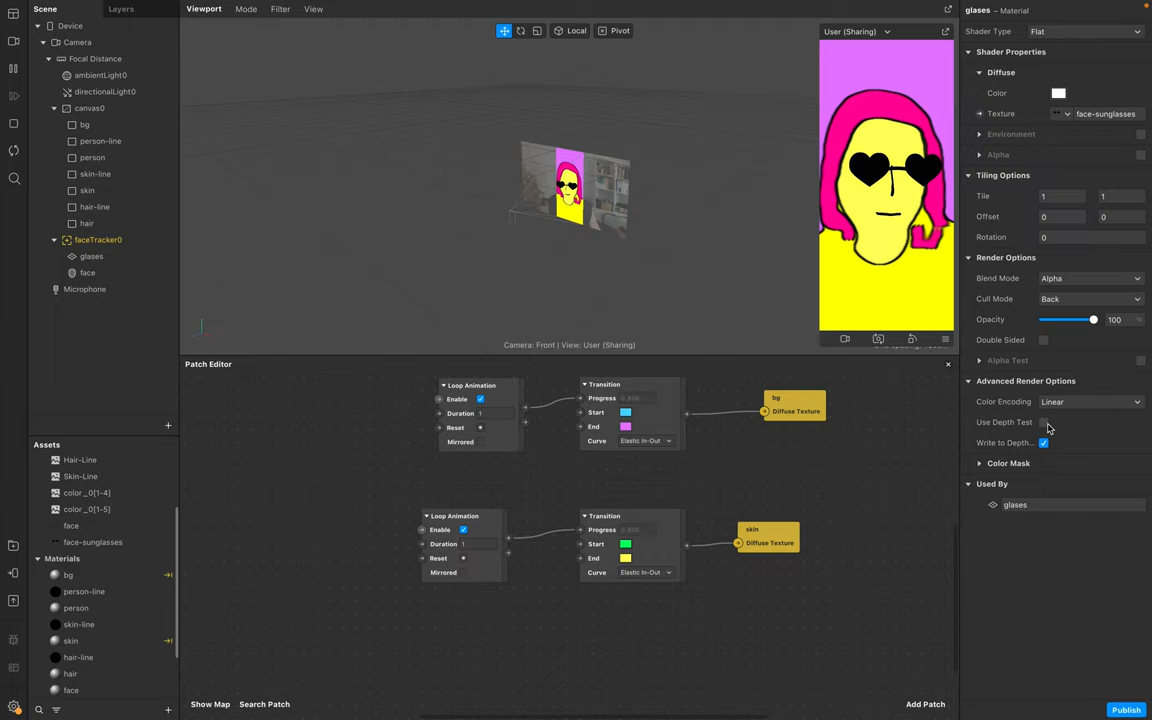 Scene
Layers
Device
Camera
Focal Distance
ambientLight0
directionalLight0
canvas0
bg
person-line
person
skin-line
skin
hair-line
hair
faceTracker0
glases
face
Microphone
Assets
Hair-Line
Skin-Line
color_0[1-4]
color_0[1-5]
face
face-sunglasses
Materials
bg
person-line
person
skin-line
skin
hair-line
hair
face
Viewport Mode Filter View
Local
Pivot
User (Sharing)
Camera: Front | View: User (Sharing)
Patch Editor
Loop Animation
Enable
Duration 1
Reset
Mirrored
Transition
Progress 0.809
Start
End
Curve Elastic In-Out
bg
Diffuse Texture
Loop Animation
Enable
Duration 1
Reset
Mirrored
Transition
Progress
Start
End
Curve Elastic In-Out
skin
Diffuse Texture
Show Map
Search Patch
Add Patch
glases – Material
Shader Type Flat
Shader Properties
Diffuse
Color
Texture face-sunglasses
Environment
Alpha
Tiling Options
Tile 1 1
Offset 0 0
Rotation 0
Render Options
Blend Mode Alpha
Cull Mode Back
Opacity 100 %
Double Sided
Alpha Test
Advanced Render Options
Color Encoding Linear
Use Depth Test
Write to Depth...
Color Mask
Used By
glases
Publish